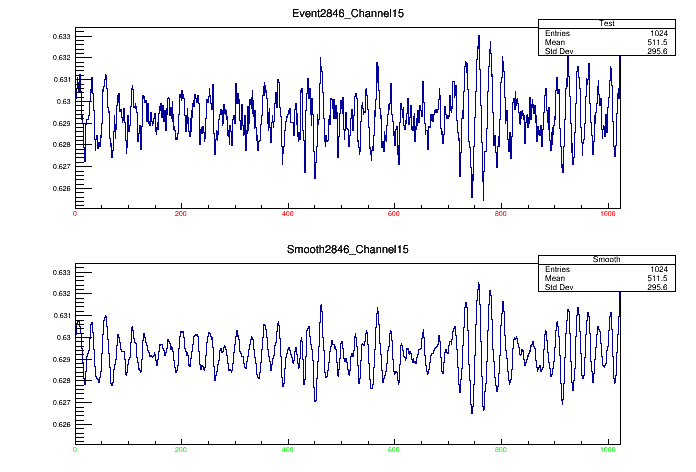 Event2846_Channel15
Test
Entries 1024
Mean 511.5
Std Dev 295.6
0.633
0.632
0.631
0.63
0.629
0.628
0.627
0.626
0 200 400 600 800 1000
Smooth2846_Channel15
Smooth
Entries 1024
Mean 511.5
Std Dev 295.6
0.633
0.632
0.631
0.63
0.629
0.628
0.627
0.626
0 200 400 600 800 1000